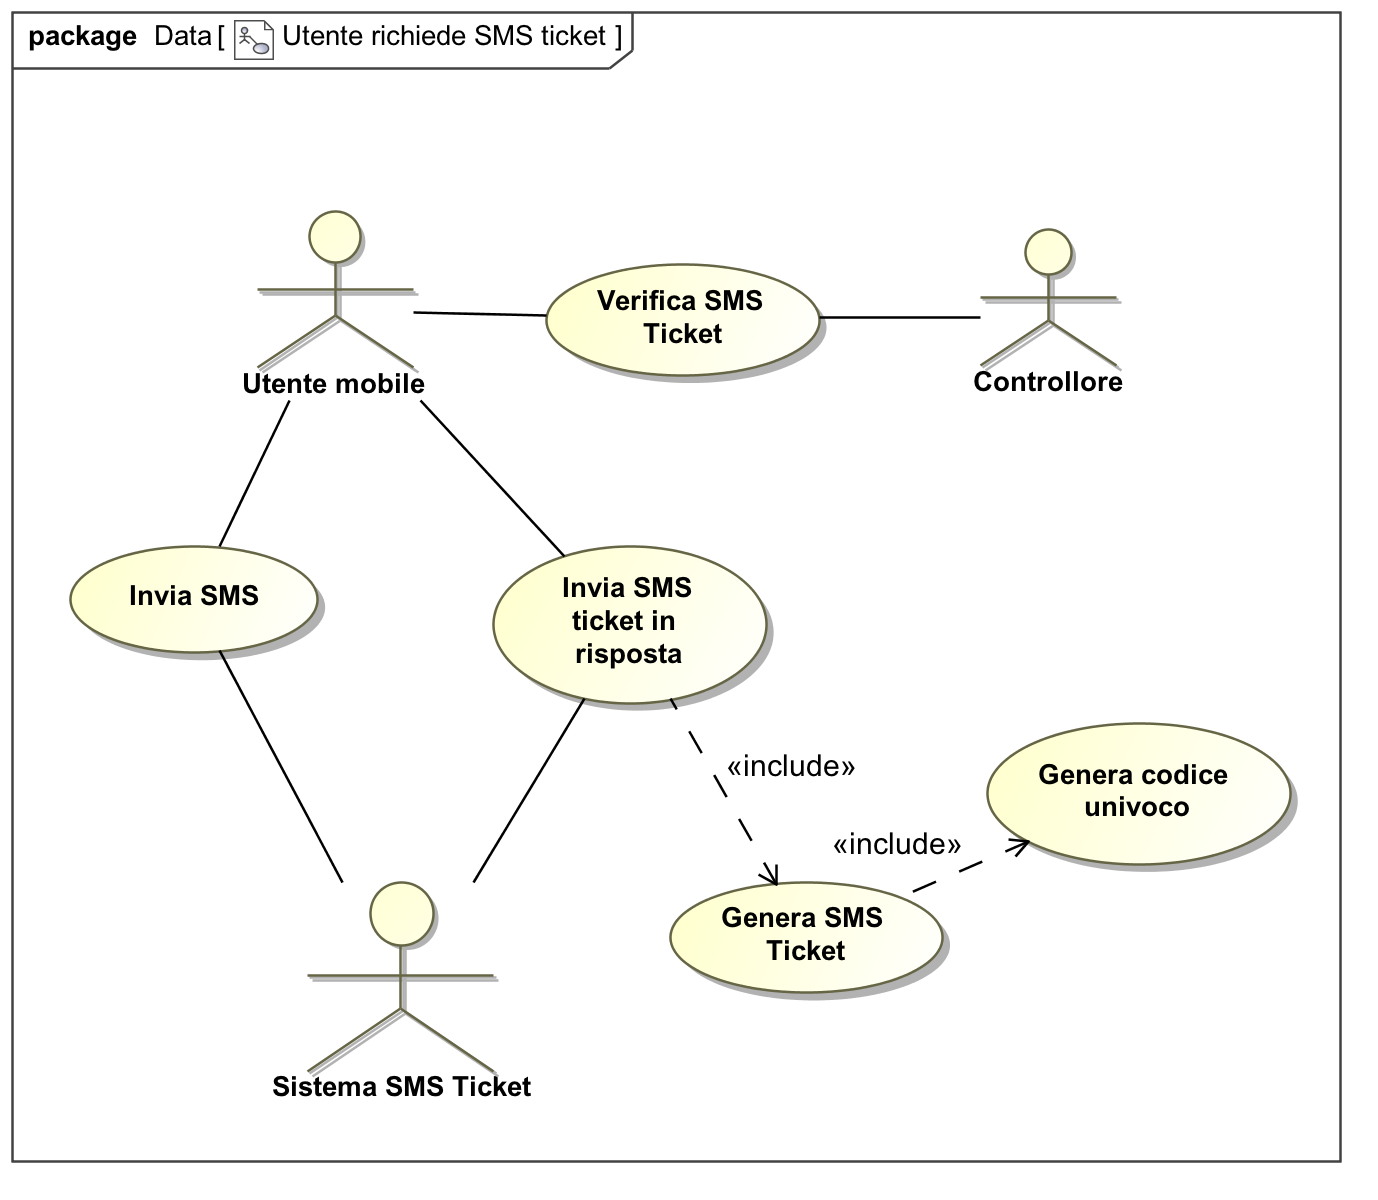 package Data [ Utente richiede SMS ticket ]
Verifica SMS
Ticket
Utente mobile
Controllore
Invia SMS
Invia SMS
ticket in
risposta
«include»
Genera codice
univoco
«include»
Genera SMS
Ticket
Sistema SMS Ticket